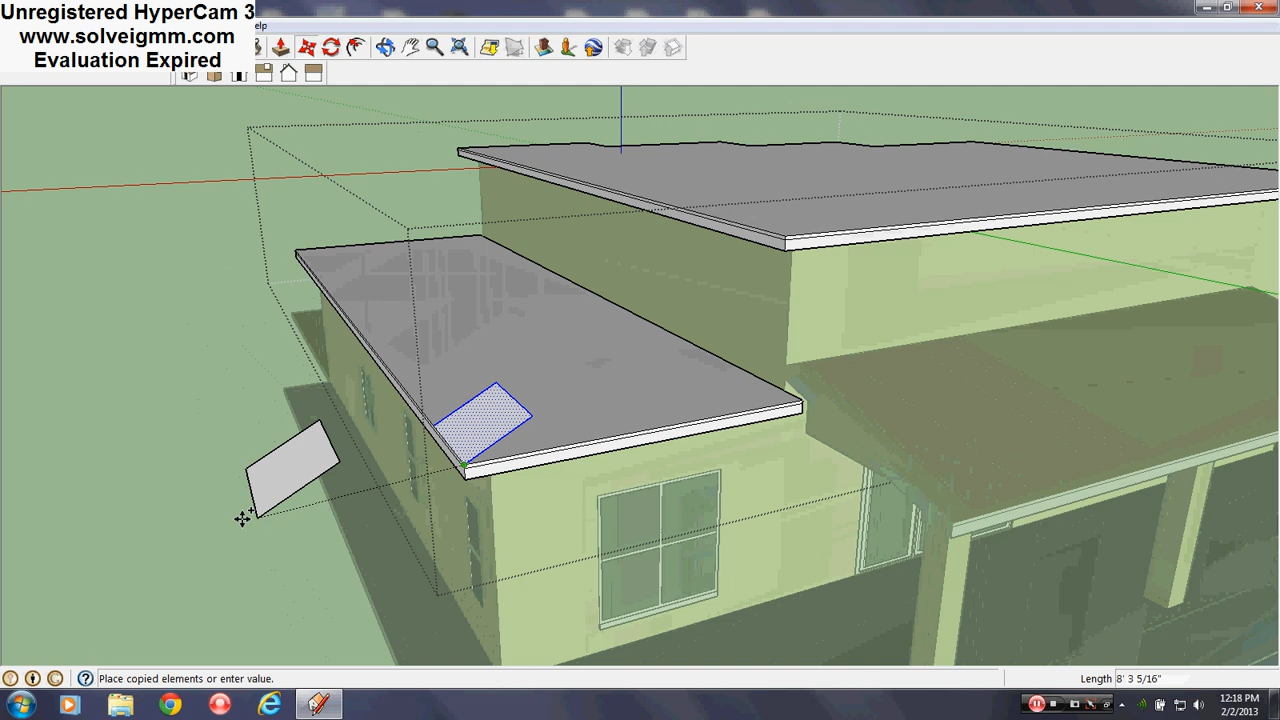 Unregistered HyperCam 3
www.solveigmm.com
Evaluation Expired
elp
Place copied elements or enter value.
Length 8' 3 5/16"
12:18 PM
2/2/2013